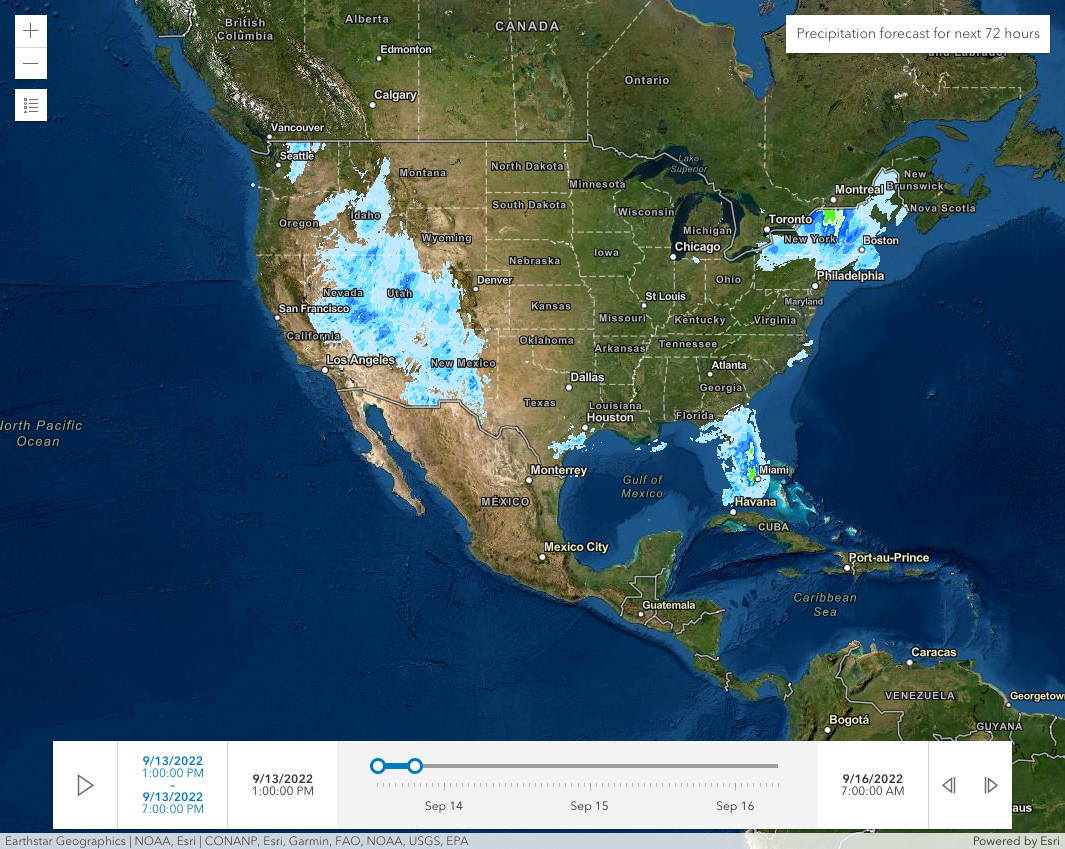 Precipitation forecast for next 72 hours
British
Columbia
Alberta
CANADA
Edmonton
and Labrador
Ontario
Calgary
Vancouver
Seattle
Lake
Superior
North Dakota
Montana
Minnesota
New
Brunswick
Montreal
South Dakota
Wisconsin
Nova Scotia
Oregon
Idaho
Toronto
Michigan
Wyoming
New York
Boston
Chicago
Iowa
Nebraska
Philadelphia
Denver
Ohio
Nevada
Utah
St Louis
Maryland
San Francisco
Kansas
Missouri
Kentucky
Virginia
California
Oklahoma
Arkansas
Tennessee
Los Angeles
New Mexico
Atlanta
Dallas
Georgia
Texas
Louisiana
Houston
Florida
North Pacific
Ocean
Monterrey
Miami
Gulf of
Mexico
MÉXICO
Havana
CUBA
Mexico City
Port-au-Prince
Caribbean
Sea
Guatemala
Caracas
VENEZUELA
Georgetow
Bogotá
GUYANA
9/13/2022
1:00:00 PM
–
9/13/2022
7:00:00 PM
9/13/2022
1:00:00 PM
Sep 14
Sep 15
Sep 16
9/16/2022
7:00:00 AM
aus
Earthstar Geographics | NOAA, Esri | CONANP, Esri, Garmin, FAO, NOAA, USGS, EPA
Powered by Esri